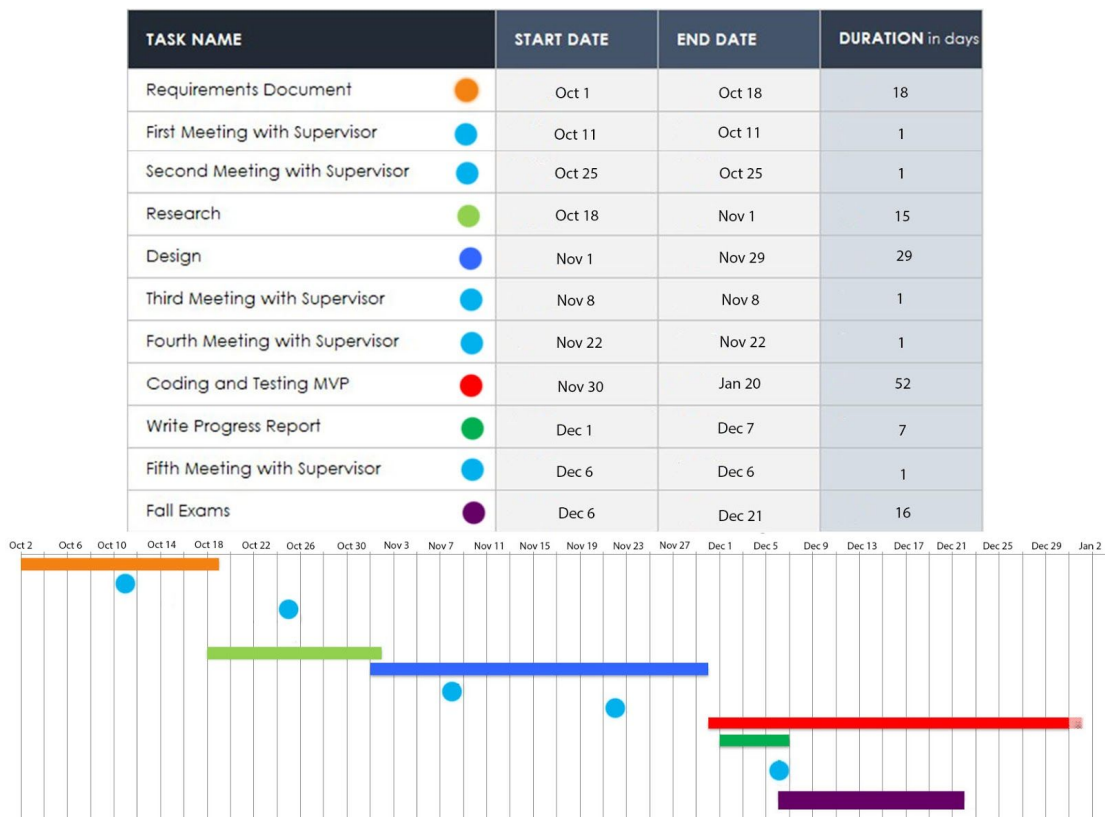 TASK NAME START DATE END DATE DURATION in days
Requirements Document Oct 1 Oct 18 18
First Meeting with Supervisor Oct 11 Oct 11 1
Second Meeting with Supervisor Oct 25 Oct 25 1
Research Oct 18 Nov 1 15
Design Nov 1 Nov 29 29
Third Meeting with Supervisor Nov 8 Nov 8 1
Fourth Meeting with Supervisor Nov 22 Nov 22 1
Coding and Testing MVP Nov 30 Jan 20 52
Write Progress Report Dec 1 Dec 7 7
Fifth Meeting with Supervisor Dec 6 Dec 6 1
Fall Exams Dec 6 Dec 21 16
Oct 2 Oct 6 Oct 10 Oct 14 Oct 18 Oct 22 Oct 26 Oct 30 Nov 3 Nov 7 Nov 11 Nov 15 Nov 19 Nov 23 Nov 27 Dec 1 Dec 5 Dec 9 Dec 13 Dec 17 Dec 21 Dec 25 Dec 29 Jan 2